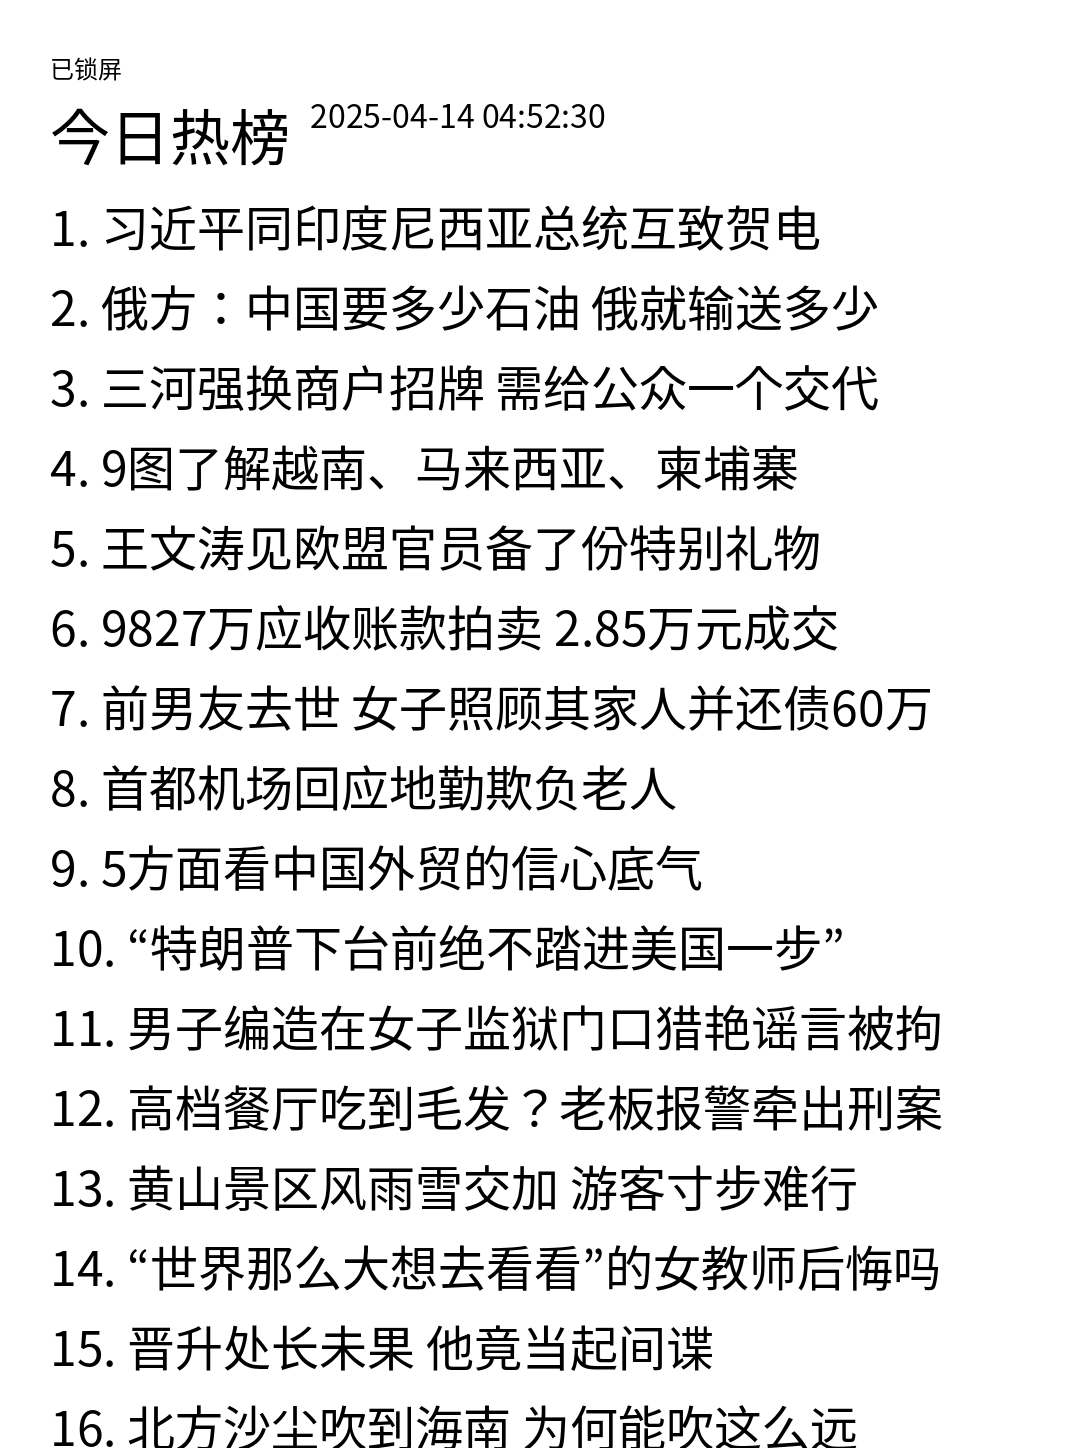 已锁屏
今日热榜 2025-04-14 04:52:30
1. 习近平同印度尼西亚总统互致贺电
2. 俄方：中国要多少石油 俄就输送多少
3. 三河强换商户招牌 需给公众一个交代
4. 9图了解越南、马来西亚、柬埔寨
5. 王文涛见欧盟官员备了份特别礼物
6. 9827万应收账款拍卖 2.85万元成交
7. 前男友去世 女子照顾其家人并还债60万
8. 首都机场回应地勤欺负老人
9. 5方面看中国外贸的信心底气
10. “特朗普下台前绝不踏进美国一步”
11. 男子编造在女子监狱门口猎艳谣言被拘
12. 高档餐厅吃到毛发？老板报警牵出刑案
13. 黄山景区风雨雪交加 游客寸步难行
14. “世界那么大想去看看”的女教师后悔吗
15. 晋升处长未果 他竟当起间谍
16. 北方沙尘吹到海南 为何能吹这么远